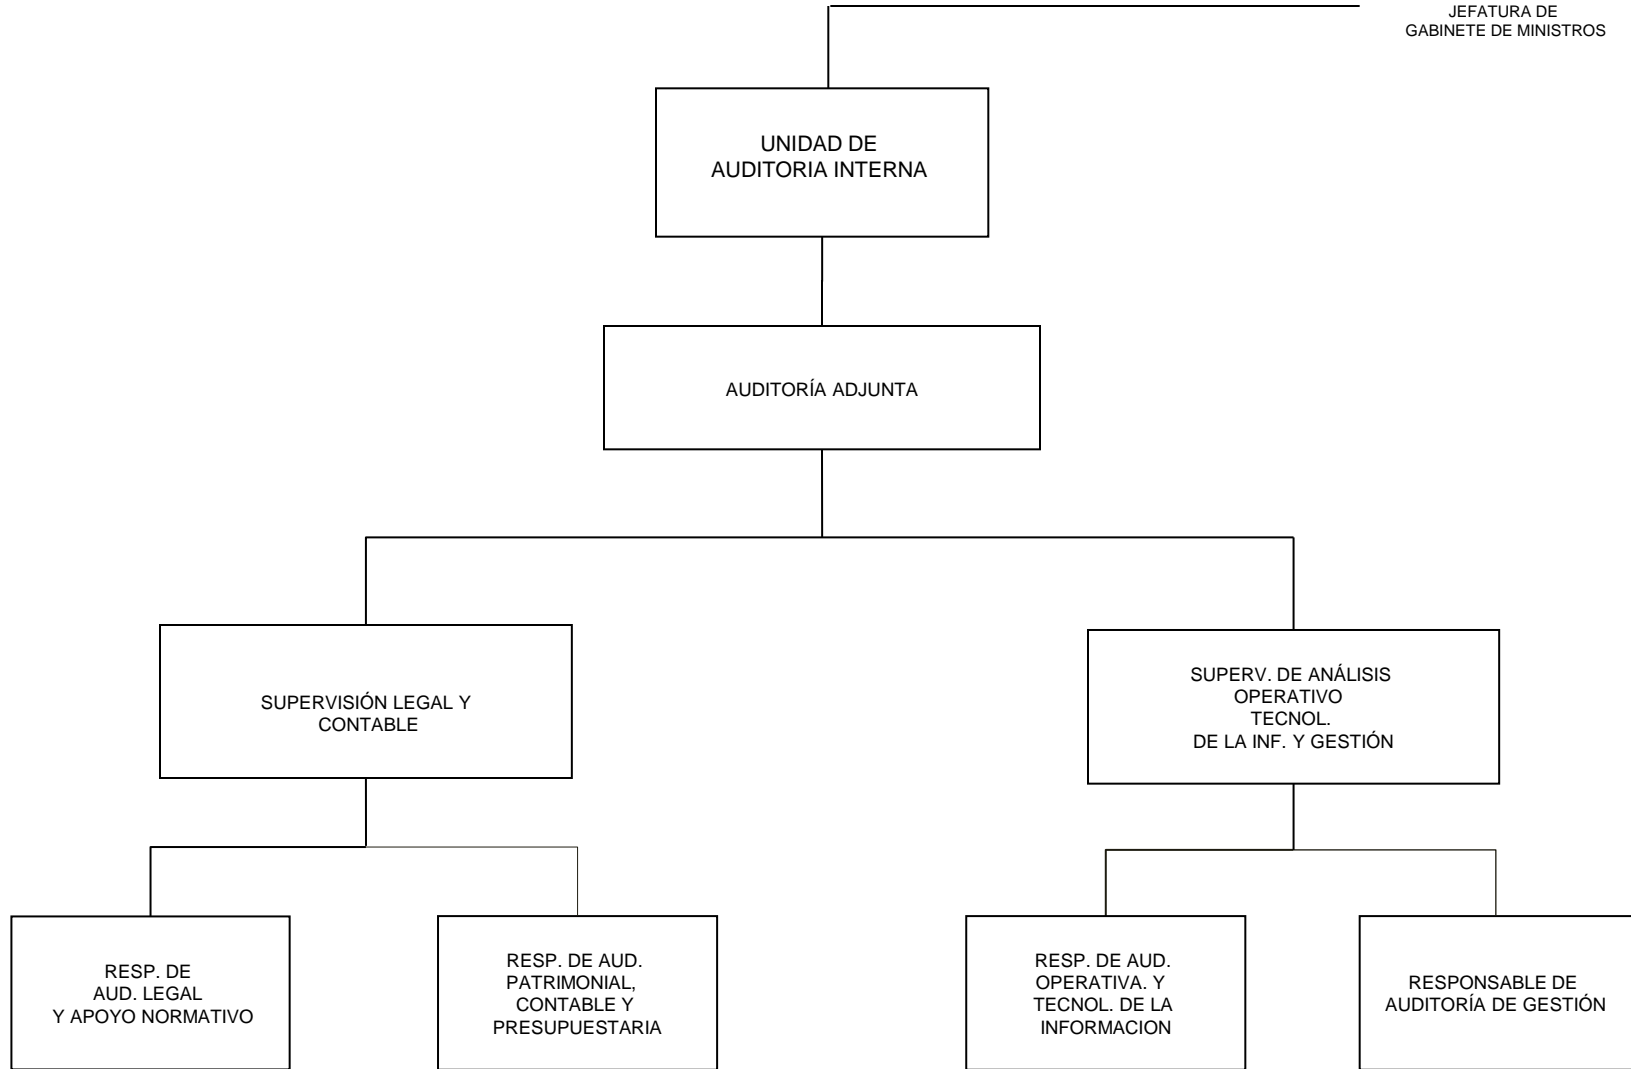 JEFATURA DE
GABINETE DE MINISTROS
UNIDAD DE
AUDITORIA INTERNA
AUDITORÍA ADJUNTA
SUPERVISIÓN LEGAL Y
CONTABLE
SUPERV. DE ANÁLISIS
OPERATIVO
TECNOL.
DE LA INF. Y GESTIÓN
RESP. DE
AUD. LEGAL
Y APOYO NORMATIVO
RESP. DE AUD.
PATRIMONIAL,
CONTABLE Y
PRESUPUESTARIA
RESP. DE AUD.
OPERATIVA. Y
TECNOL. DE LA
INFORMACION
RESPONSABLE DE
AUDITORÍA DE GESTIÓN